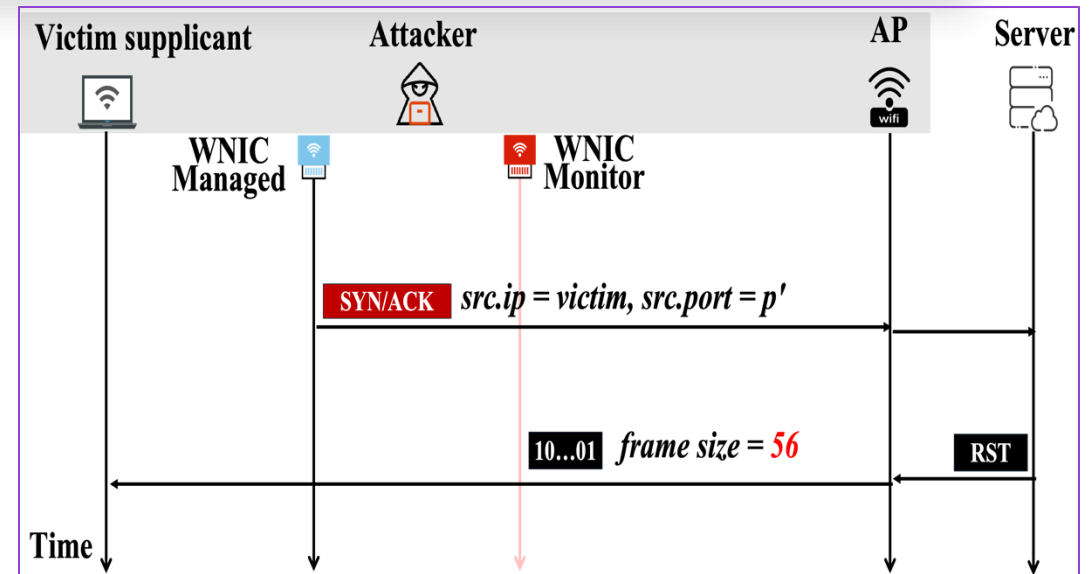 Victim supplicant
Attacker
AP
Server
wifi
WNIC
Managed
WNIC
Monitor
SYN/ACK src.ip = victim, src.port = p'
10...01 frame size = 56
RST
Time